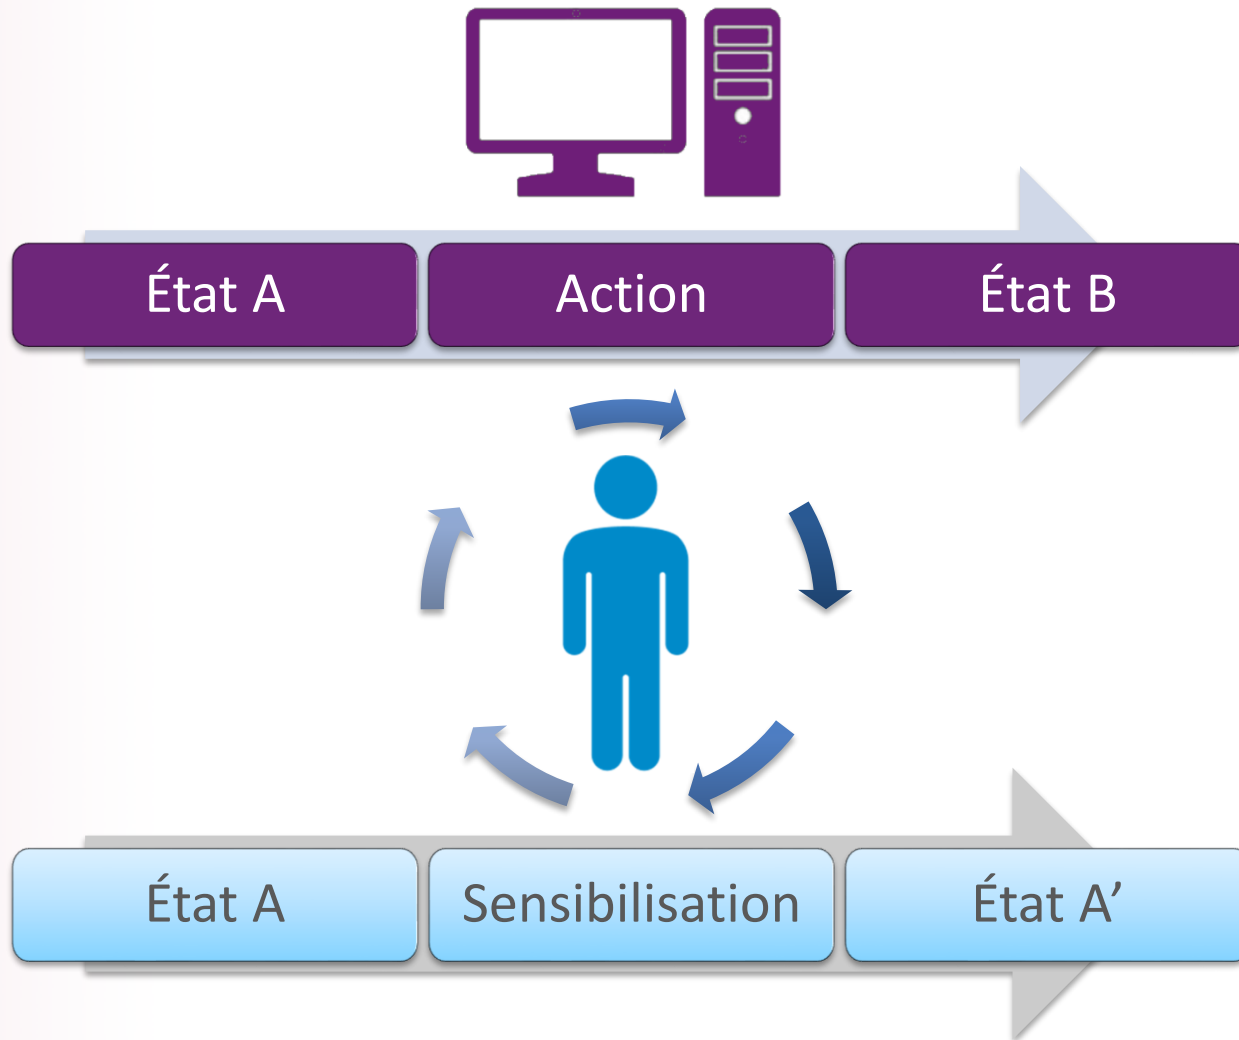 État A
Action
État B
État A
Sensibilisation
État A’